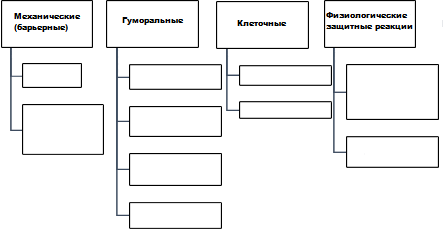 Механические
(барьерные)
Гуморальные
Клеточные
Физиологические
защитные реакции